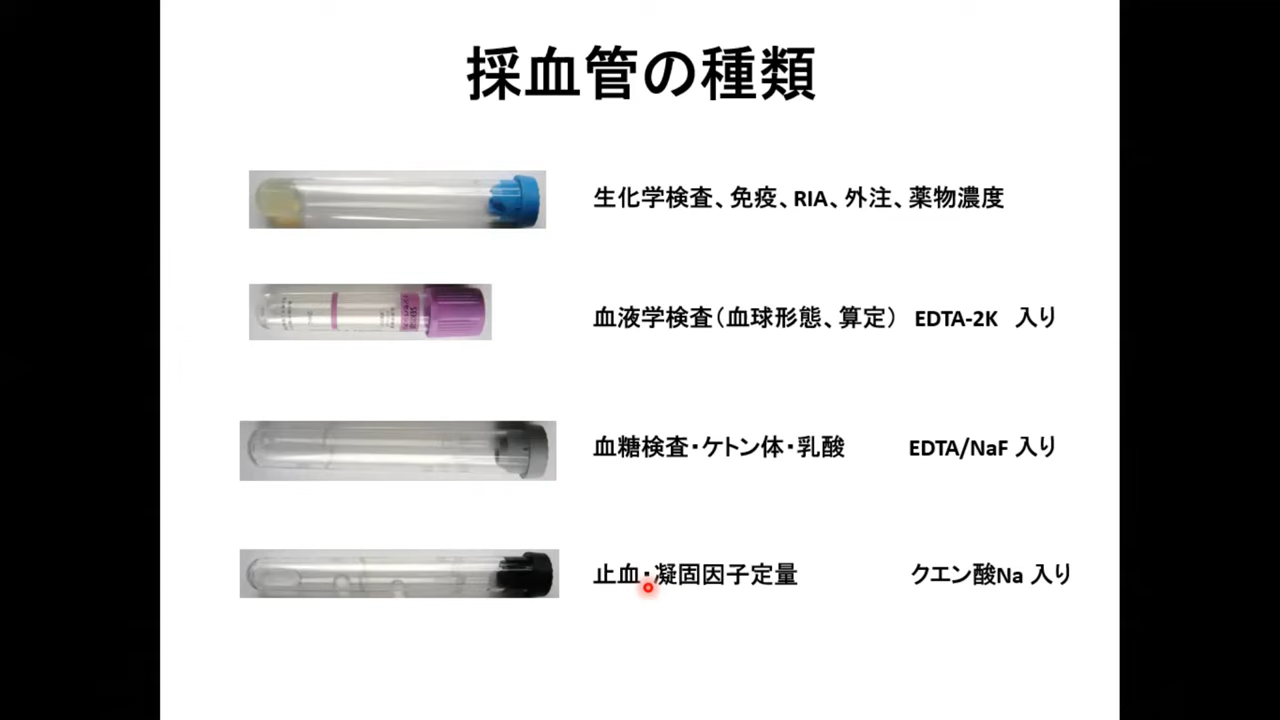 採血管の種類
生化学検査、免疫、RIA、外注、薬物濃度
血液学検査（血球形態、算定） EDTA-2K 入り
血糖検査・ケトン体・乳酸 EDTA/NaF 入り
止血・凝固因子定量 クエン酸Na 入り